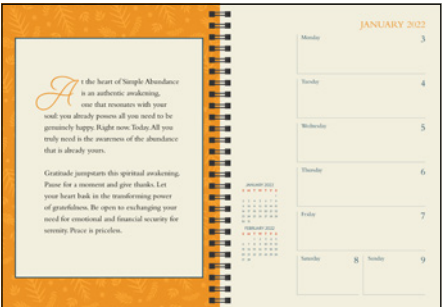 At the heart of Simple Abundance
is an authentic awakening,
one that resonates with your
soul: you already possess all you need to be
genuinely happy. Right now. Today. All you
truly need is the awareness of the abundance
that is already yours.
Gratitude jumpstarts this spiritual awakening.
Pause for a moment and give thanks. Let
your heart bask in the transforming power
of gratefulness. Be open to exchanging your
need for emotional and financial security for
serenity. Peace is priceless.
JANUARY 2022
Monday 3
Tuesday 4
Wednesday 5
Thursday 6
Friday 7
Saturday 8 Sunday 9
JANUARY 2022
FEBRUARY 2022